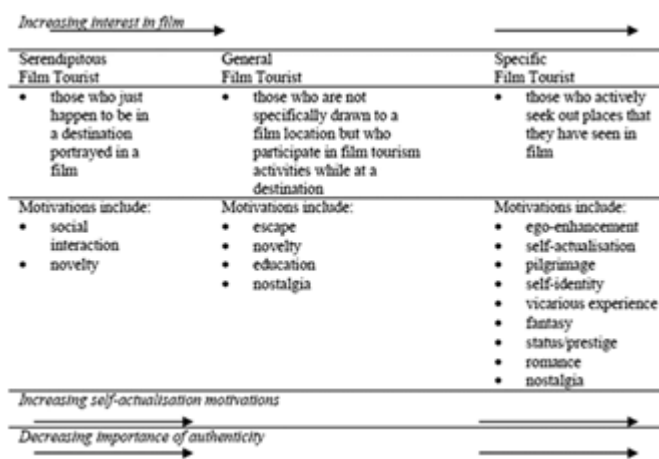 Increasing interest in film
Serendipitous
Film Tourist
General
Film Tourist
Specific
Film Tourist
• those who just
happen to be in
a destination
portrayed in a
film
• those who are not
specifically drawn to a
film location but who
participate in film tourism
activities while at a
destination
• those who actively
seek out places that
they have seen in
film
Motivations include:
• social
interaction
• novelty
Motivations include:
• escape
• novelty
• education
• nostalgia
Motivations include:
• ego-enhancement
• self-actualisation
• pilgrimage
• self-identity
• vicarious experience
• fantasy
• status/prestige
• romance
• nostalgia
Increasing self-actualisation motivations
Decreasing importance of authenticity